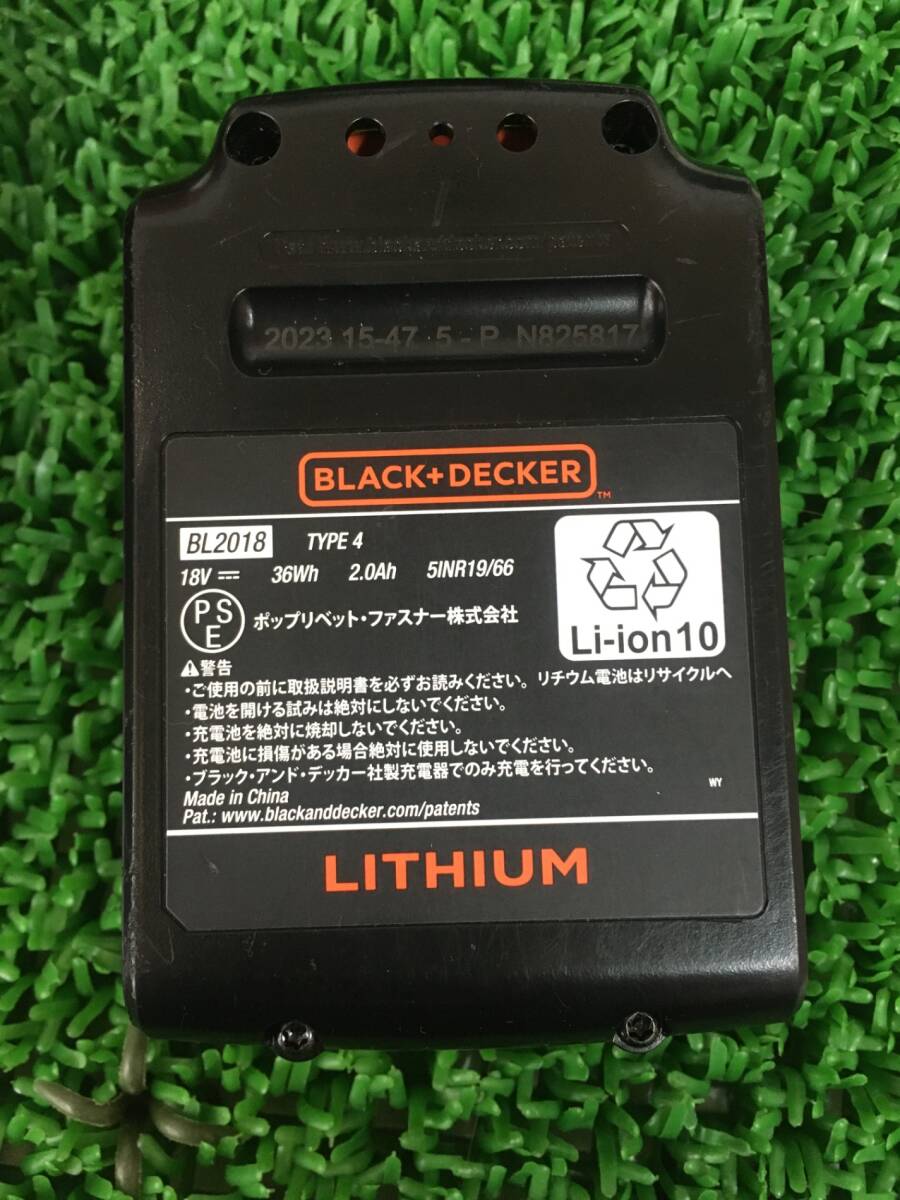 2023 15-47 5-P N825817
BLACK+DECKER™
BL2018 TYPE 4
18V 36Wh 2.0Ah 5INR19/66
PSE ポップリベット・ファスナー株式会社
Li-ion10
警告
・ご使用の前に取扱説明書を必ずお読みください。 リチウム電池はリサイクルへ
・電池を開ける試みは絶対にしないでください。
・充電池を絶対に焼却しないでください。
・充電池に損傷がある場合絶対に使用しないでください。
・ブラック・アンド・デッカー社製充電器でのみ充電を行ってください。
WY
Made in China
Pat.: www.blackanddecker.com/patents
LITHIUM